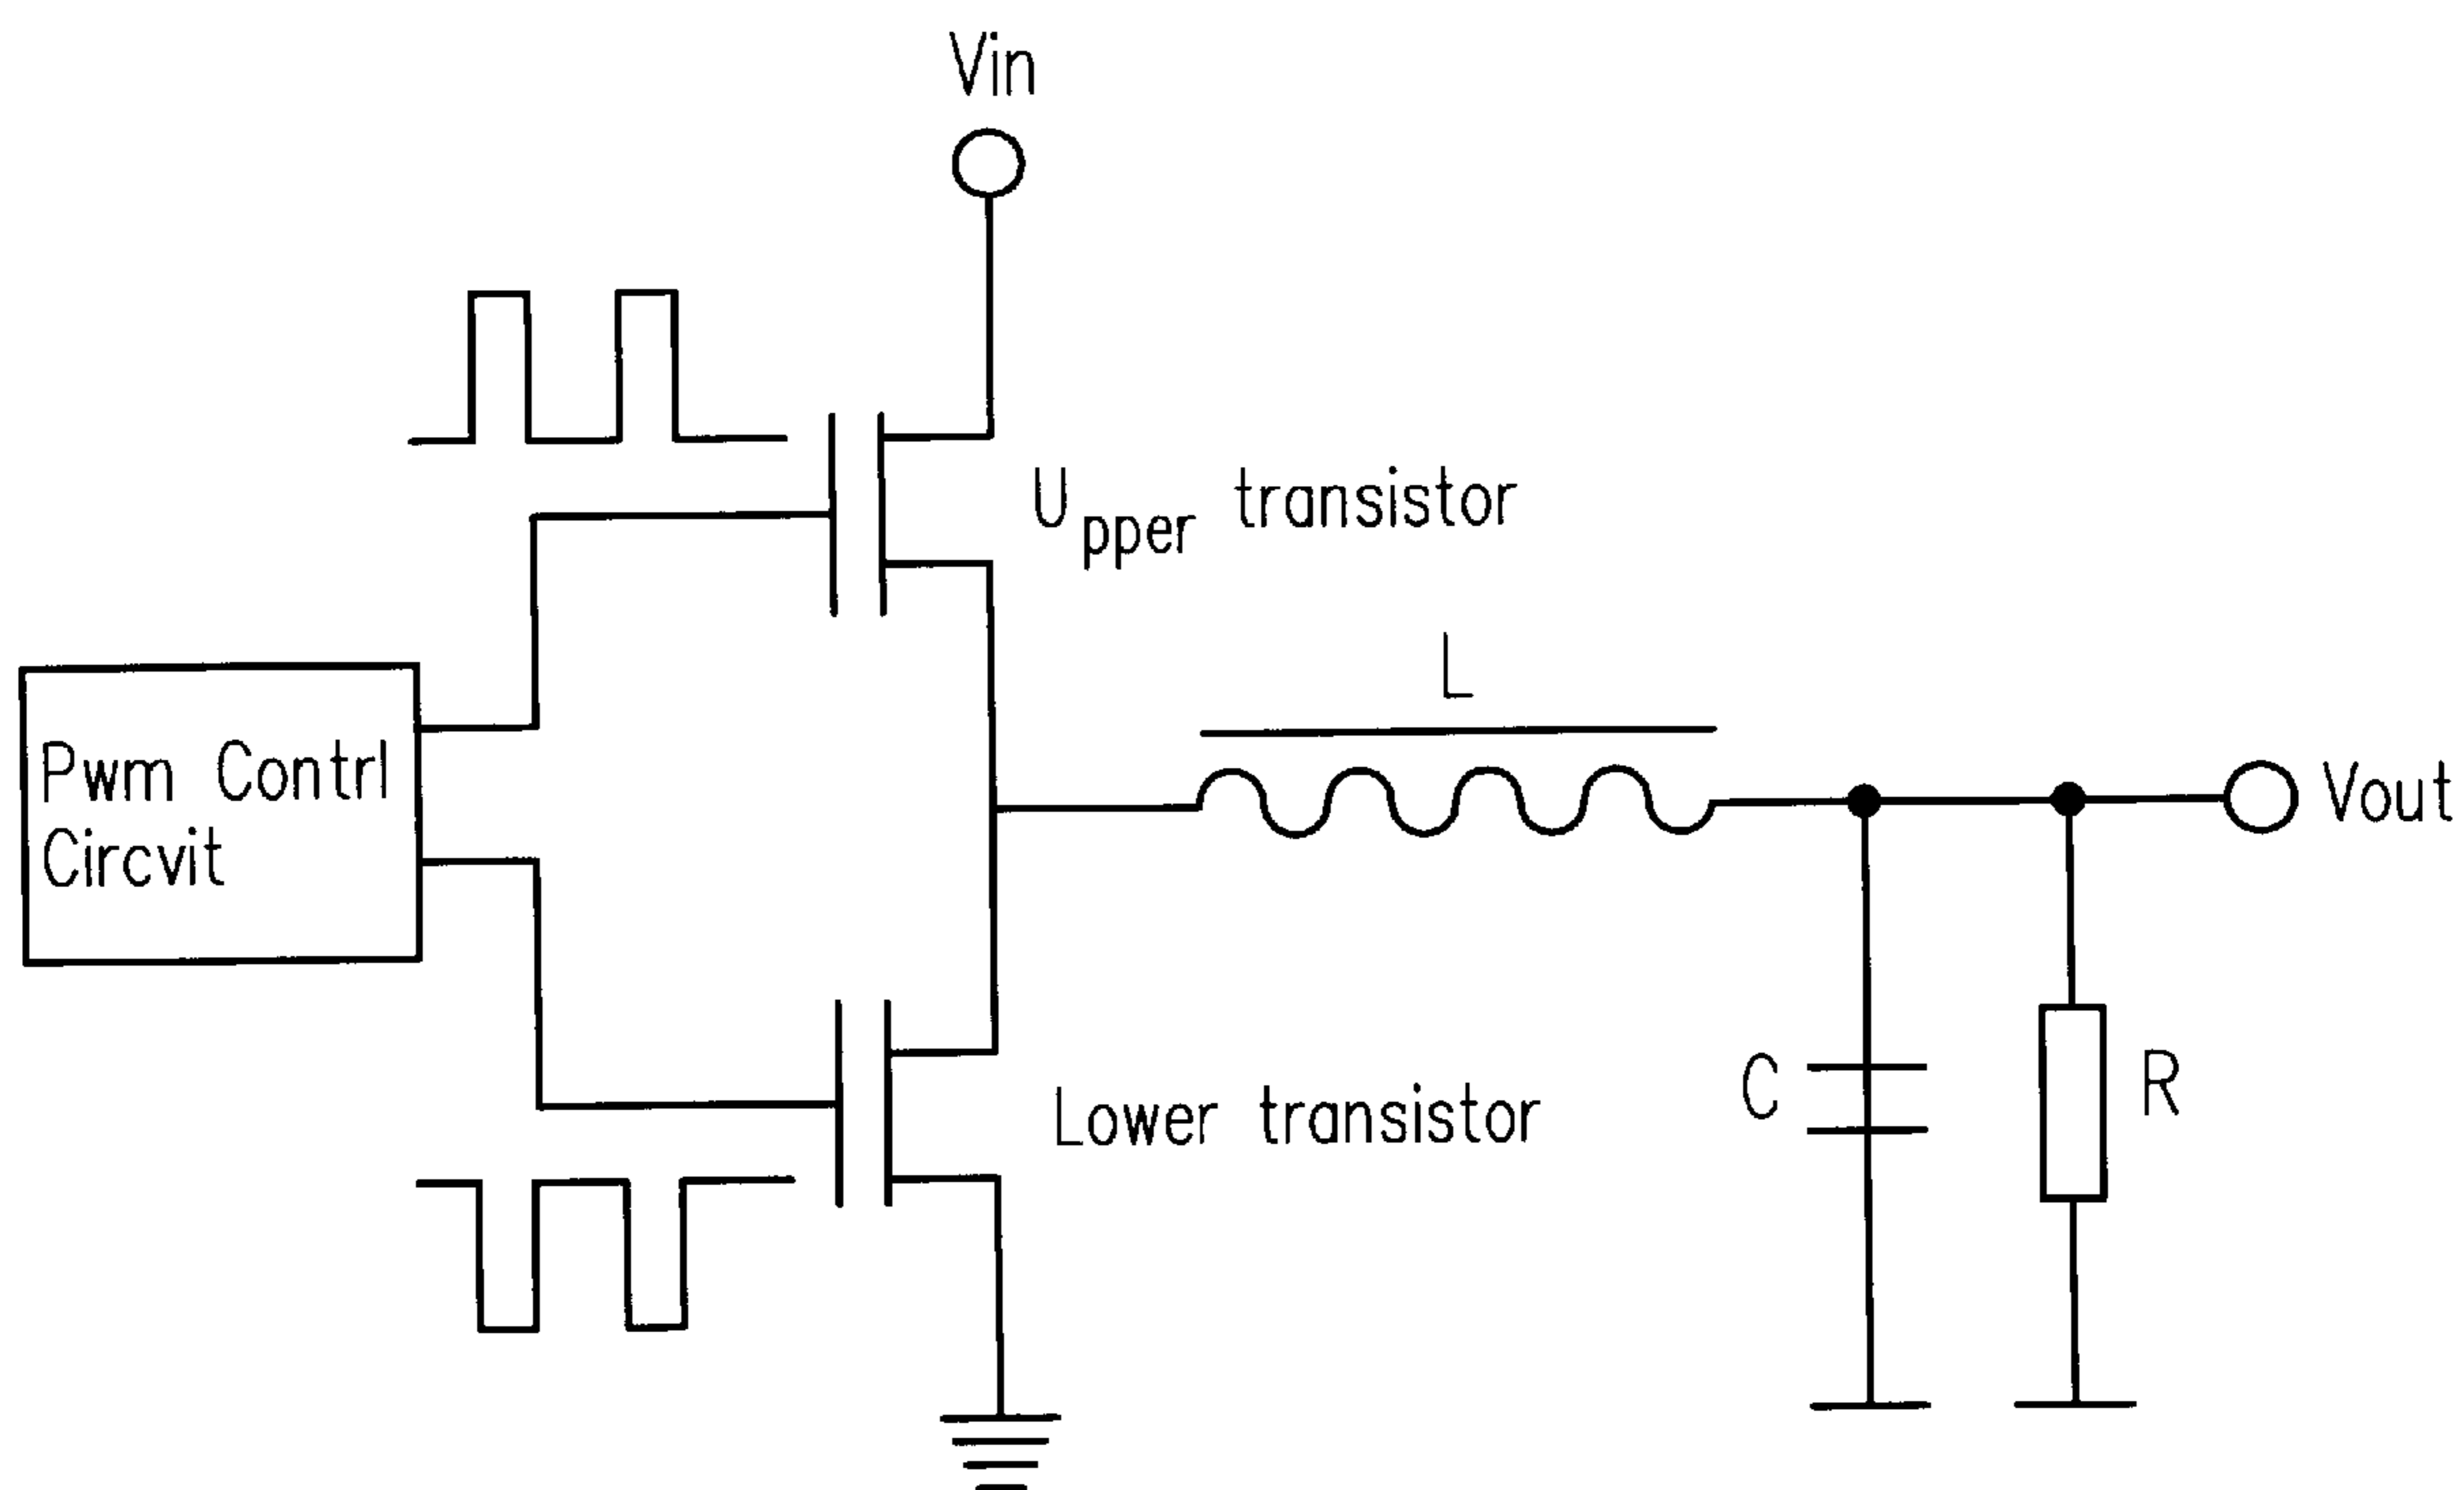 Vin
Upper transistor
L
Pwm Contrl
Circvit
Vout
C
R
Lower transistor